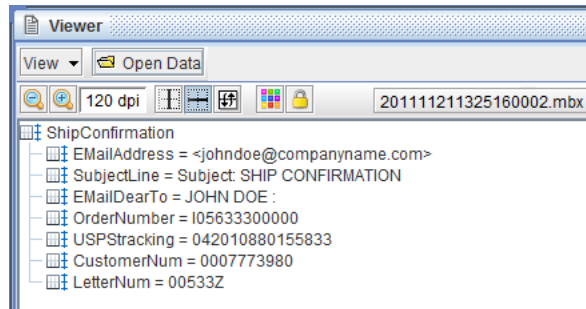 Viewer
View Open Data
120 dpi 201111211325160002.mbx
ShipConfirmation
EMailAddress = <johndoe@companyname.com>
SubjectLine = Subject: SHIP CONFIRMATION
EMailDearTo = JOHN DOE :
OrderNumber = I05633300000
USPStracking = 042010880155833
CustomerNum = 0007773980
LetterNum = 00533Z